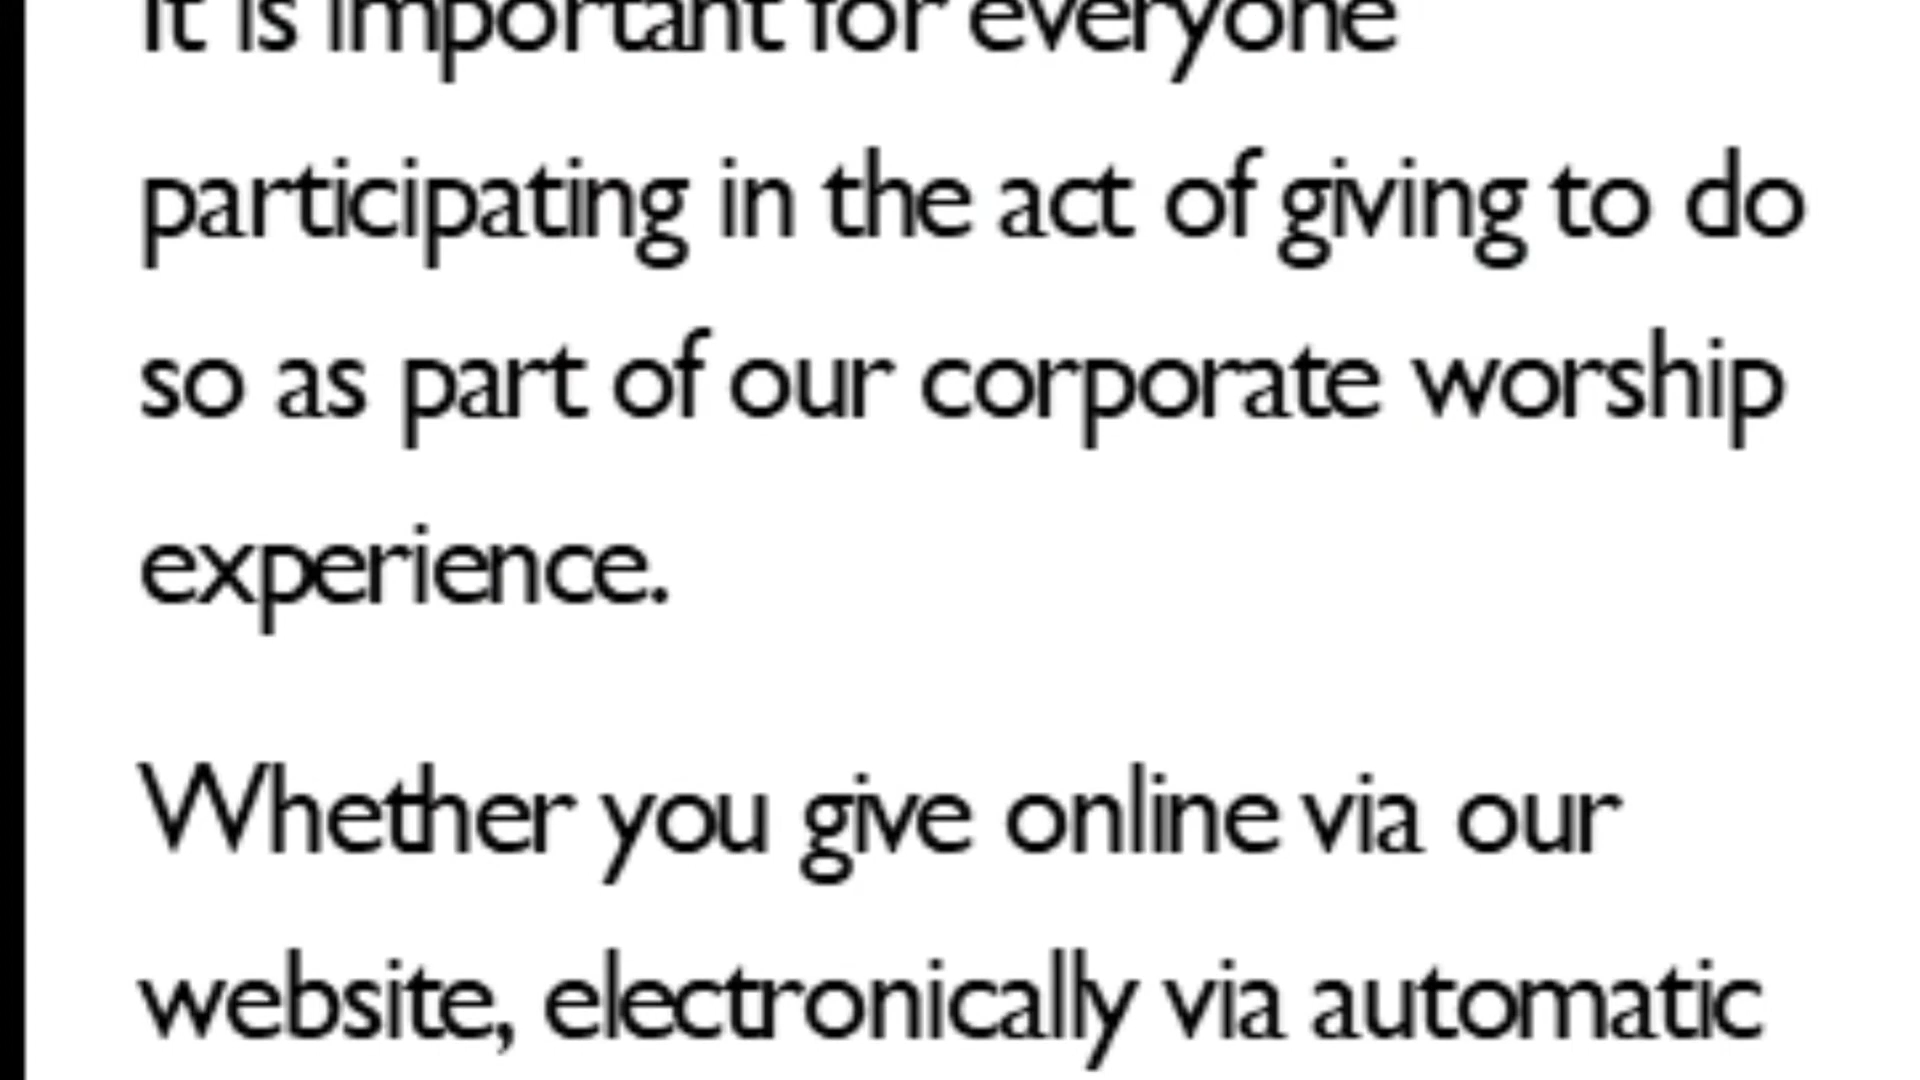 It is important for everyone
participating in the act of giving to do
so as part of our corporate worship
experience.
Whether you give online via our
website, electronically via automatic